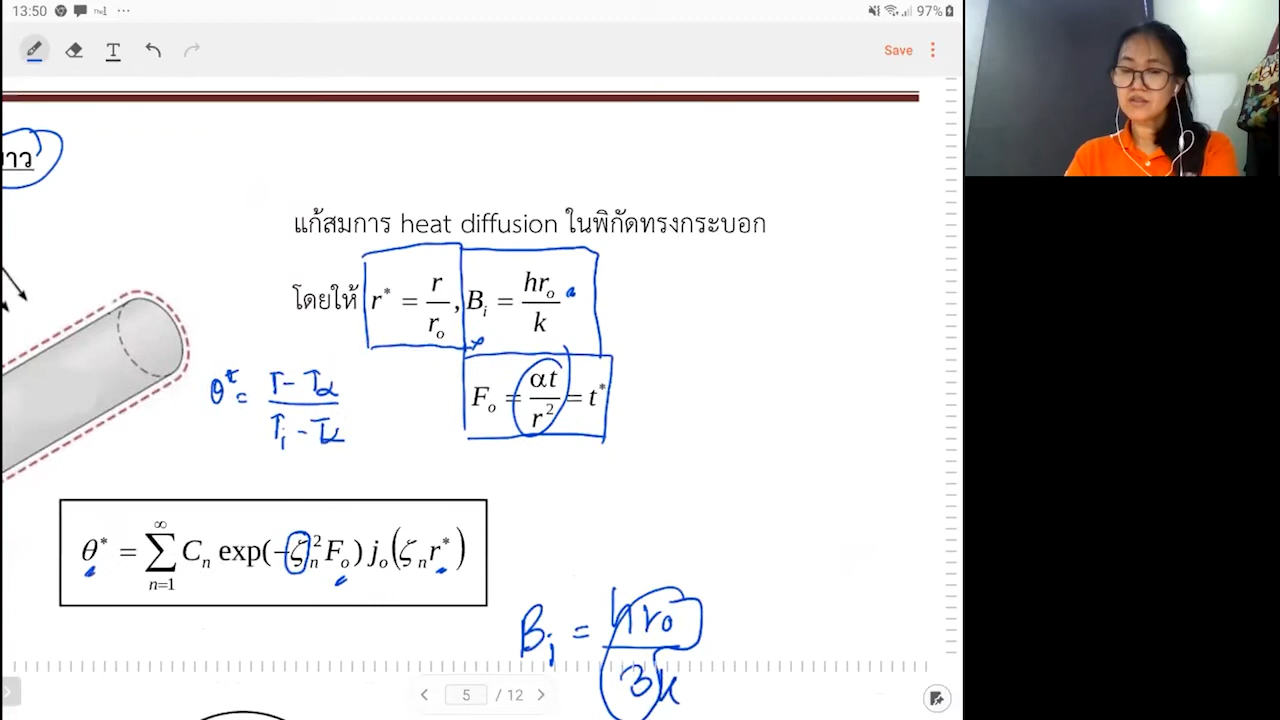 13:50 97%
T Save
าว
แก้สมการ heat diffusion ในพิกัดทรงกระบอก
โดยให้ r* = r/r_o , B_i = hr_o/k
F_o = αt/r² = t*
θ* = (T - T∝)/(T_i - T∝)
θ* = ∑_{n=1}^{∞} C_n exp(-ζ_n² F_o) j_o(ζ_n r*)
B_i = hr_o/3k
5 / 12